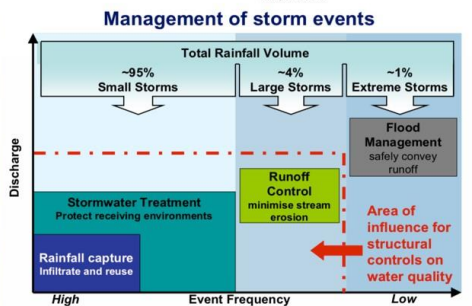 Management of storm events
Total Rainfall Volume
~95%
Small Storms
~4%
Large Storms
~1%
Extreme Storms
Discharge
Flood
Management
safely convey
runoff
Runoff
Control
minimise stream
erosion
Stormwater Treatment
Protect receiving environments
Rainfall capture
Infiltrate and reuse
Area of
influence for
structural
controls on
water quality
High
Event Frequency
Low